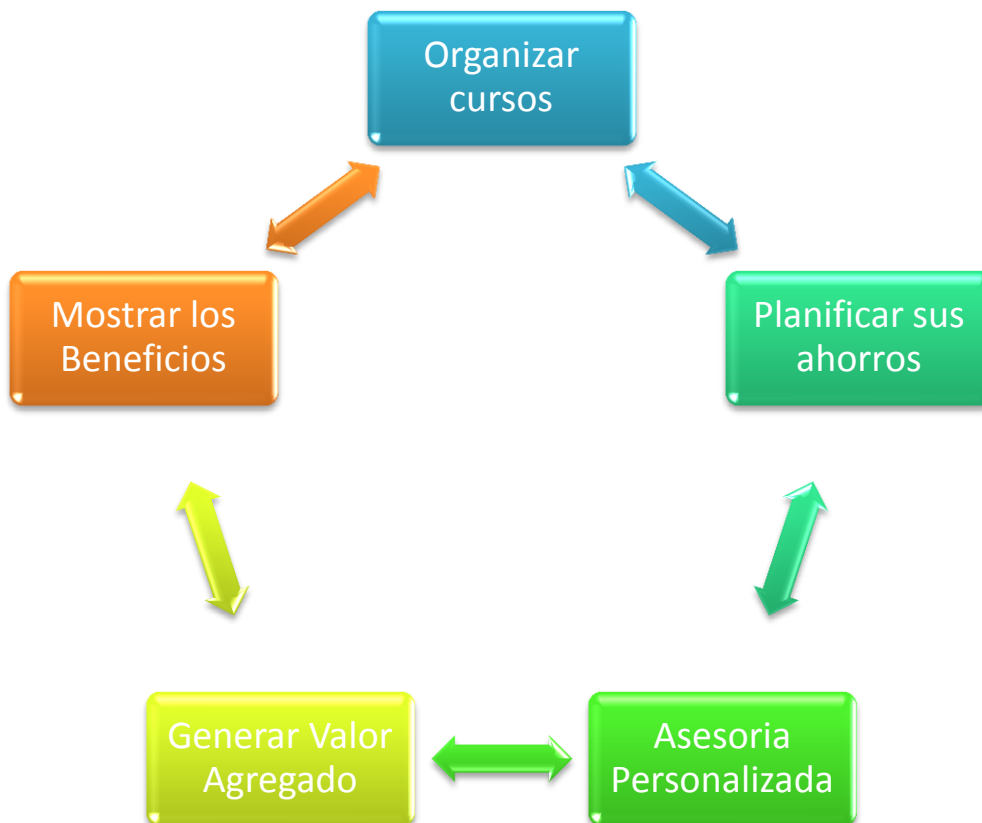 Organizar
cursos
Mostrar los
Beneficios
Planificar sus
ahorros
Generar Valor
Agregado
Asesoria
Personalizada